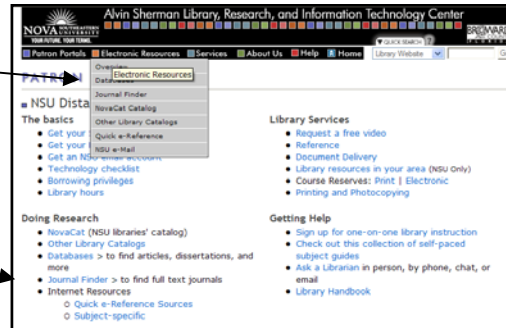 Alvin Sherman Library, Research, and Information Technology Center
NOVA SOUTHEASTERN UNIVERSITY
YOUR FUTURE. YOUR TERMS.
QUICK SEARCH ?
BROWARD
Patron Portals Electronic Resources Services About Us Help Home Library Website
Overview
Electronic Resources
PATRON
Databases
Journal Finder
NSU Dista
NovaCat Catalog
The basics
Other Library Catalogs
Library Services
Get your
Quick e-Reference
Request a free video
Get your
NSU e-Mail
Reference
Get an NSU email account
Document Delivery
Technology checklist
Library resources in your area (NSU Only)
Borrowing privileges
Course Reserves: Print | Electronic
Library hours
Printing and Photocopying
Doing Research
Getting Help
NovaCat (NSU libraries' catalog)
Sign up for one-on-one library instruction
Other Library Catalogs
Check out this collection of self-paced
subject guides
Databases > to find articles, dissertations, and
more
Ask a Librarian in person, by phone, chat, or
email
Journal Finder > to find full text journals
Library Handbook
Internet Resources
Quick e-Reference Sources
Subject-specific